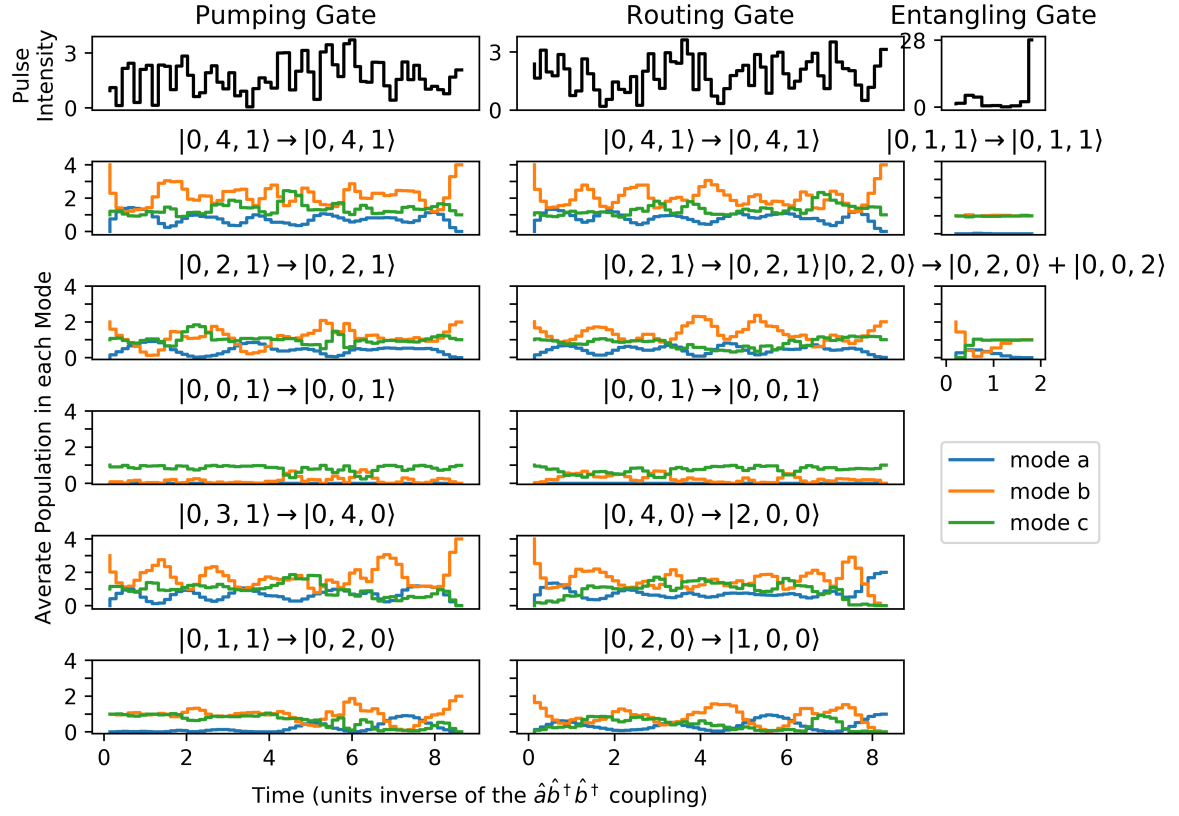 Pumping Gate
Routing Gate
Entangling Gate
Pulse
Intensity
3
0
3
0
28
0
|0, 4, 1⟩ → |0, 4, 1⟩
|0, 4, 1⟩ → |0, 4, 1⟩
|0, 1, 1⟩ → |0, 1, 1⟩
4
2
0
|0, 2, 1⟩ → |0, 2, 1⟩
|0, 2, 1⟩ → |0, 2, 1⟩
|0, 2, 0⟩ → |0, 2, 0⟩ + |0, 0, 2⟩
4
2
0
0 1 2
|0, 0, 1⟩ → |0, 0, 1⟩
|0, 0, 1⟩ → |0, 0, 1⟩
4
2
0
Averate Population in each Mode
mode a
mode b
mode c
|0, 3, 1⟩ → |0, 4, 0⟩
|0, 4, 0⟩ → |2, 0, 0⟩
4
2
0
|0, 1, 1⟩ → |0, 2, 0⟩
|0, 2, 0⟩ → |1, 0, 0⟩
4
2
0
0 2 4 6 8
0 2 4 6 8
Time (units inverse of the âb̂†b̂† coupling)